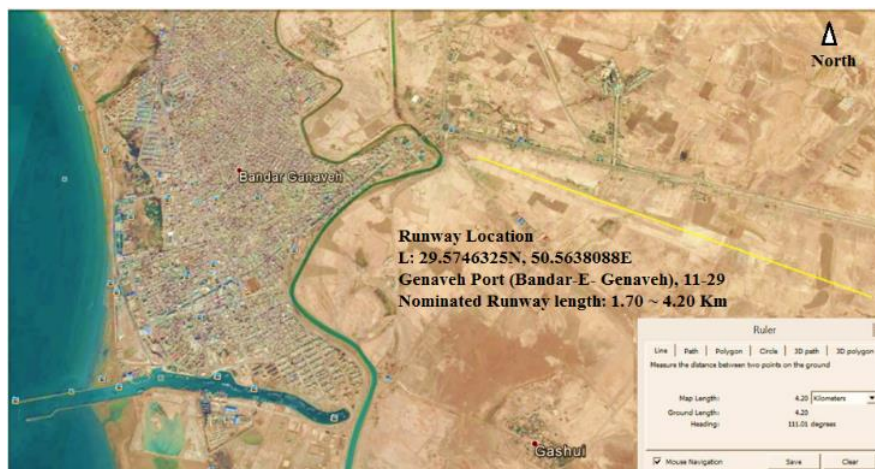 North
Bandar Ganaveh
Runway Location
L: 29.5746325N, 50.5638088E
Genaveh Port (Bandar-E- Genaveh), 11-29
Nominated Runway length: 1.70 ~ 4.20 Km
Ruler
Line Path Polygon Circle 3D path 3D polygon
Measure the distance between two points on the ground
Map Length: 4.20 Kilometers
Ground Length: 4.20
Heading: 111.01 degrees
Mouse Navigation Save Clear
Gashui